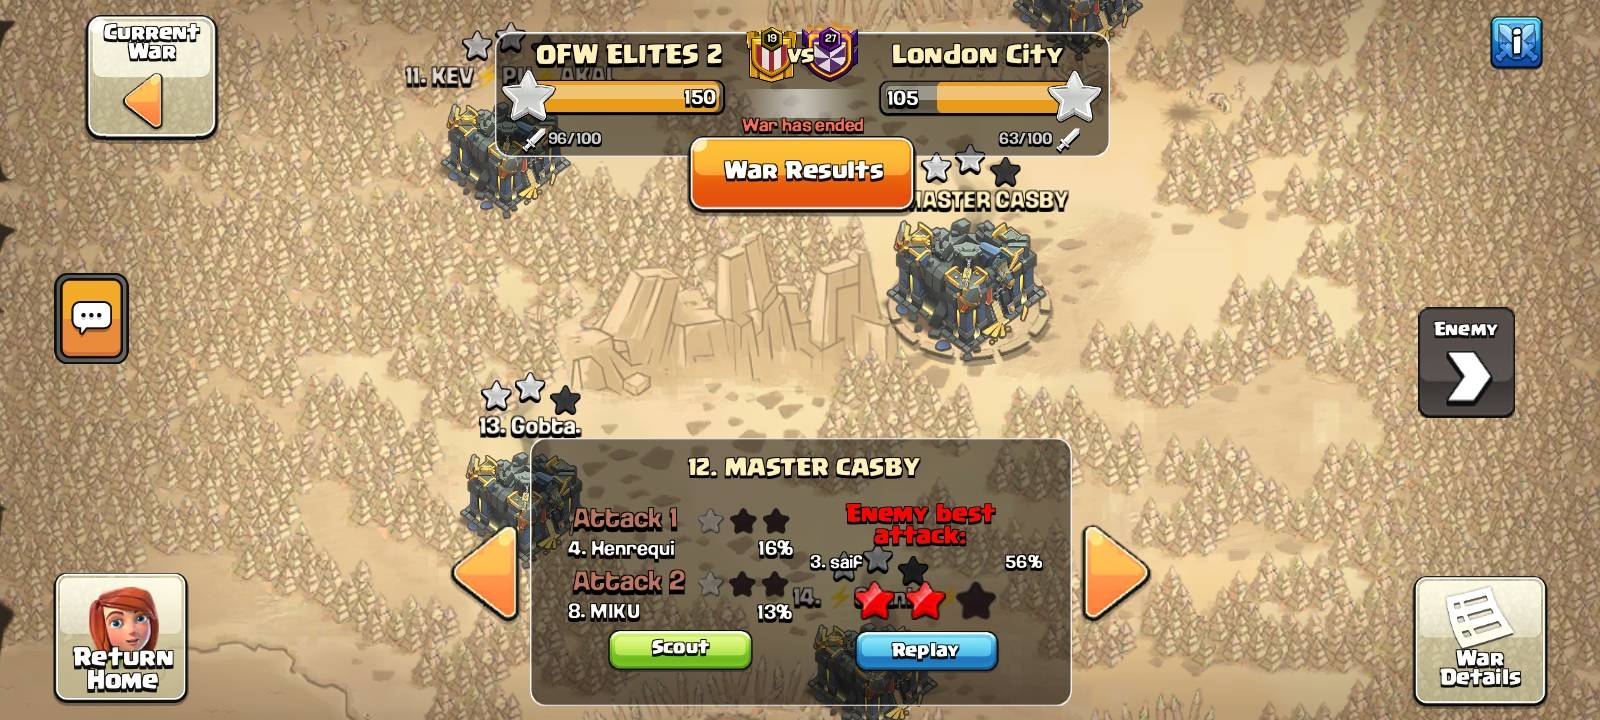 Current
War
OFW ELITES 2
19
VS
27
London City
11. KEV
150
105
96/100
War has ended
63/100
War Results
MASTER CASBY
Enemy
13. Gobta.
12. MASTER CASBY
Attack 1
Enemy best
attack:
4. Henrequi
16%
3. saif
56%
Attack 2
14.
8. MIKU
13%
Scout
Replay
Return
Home
War
Details